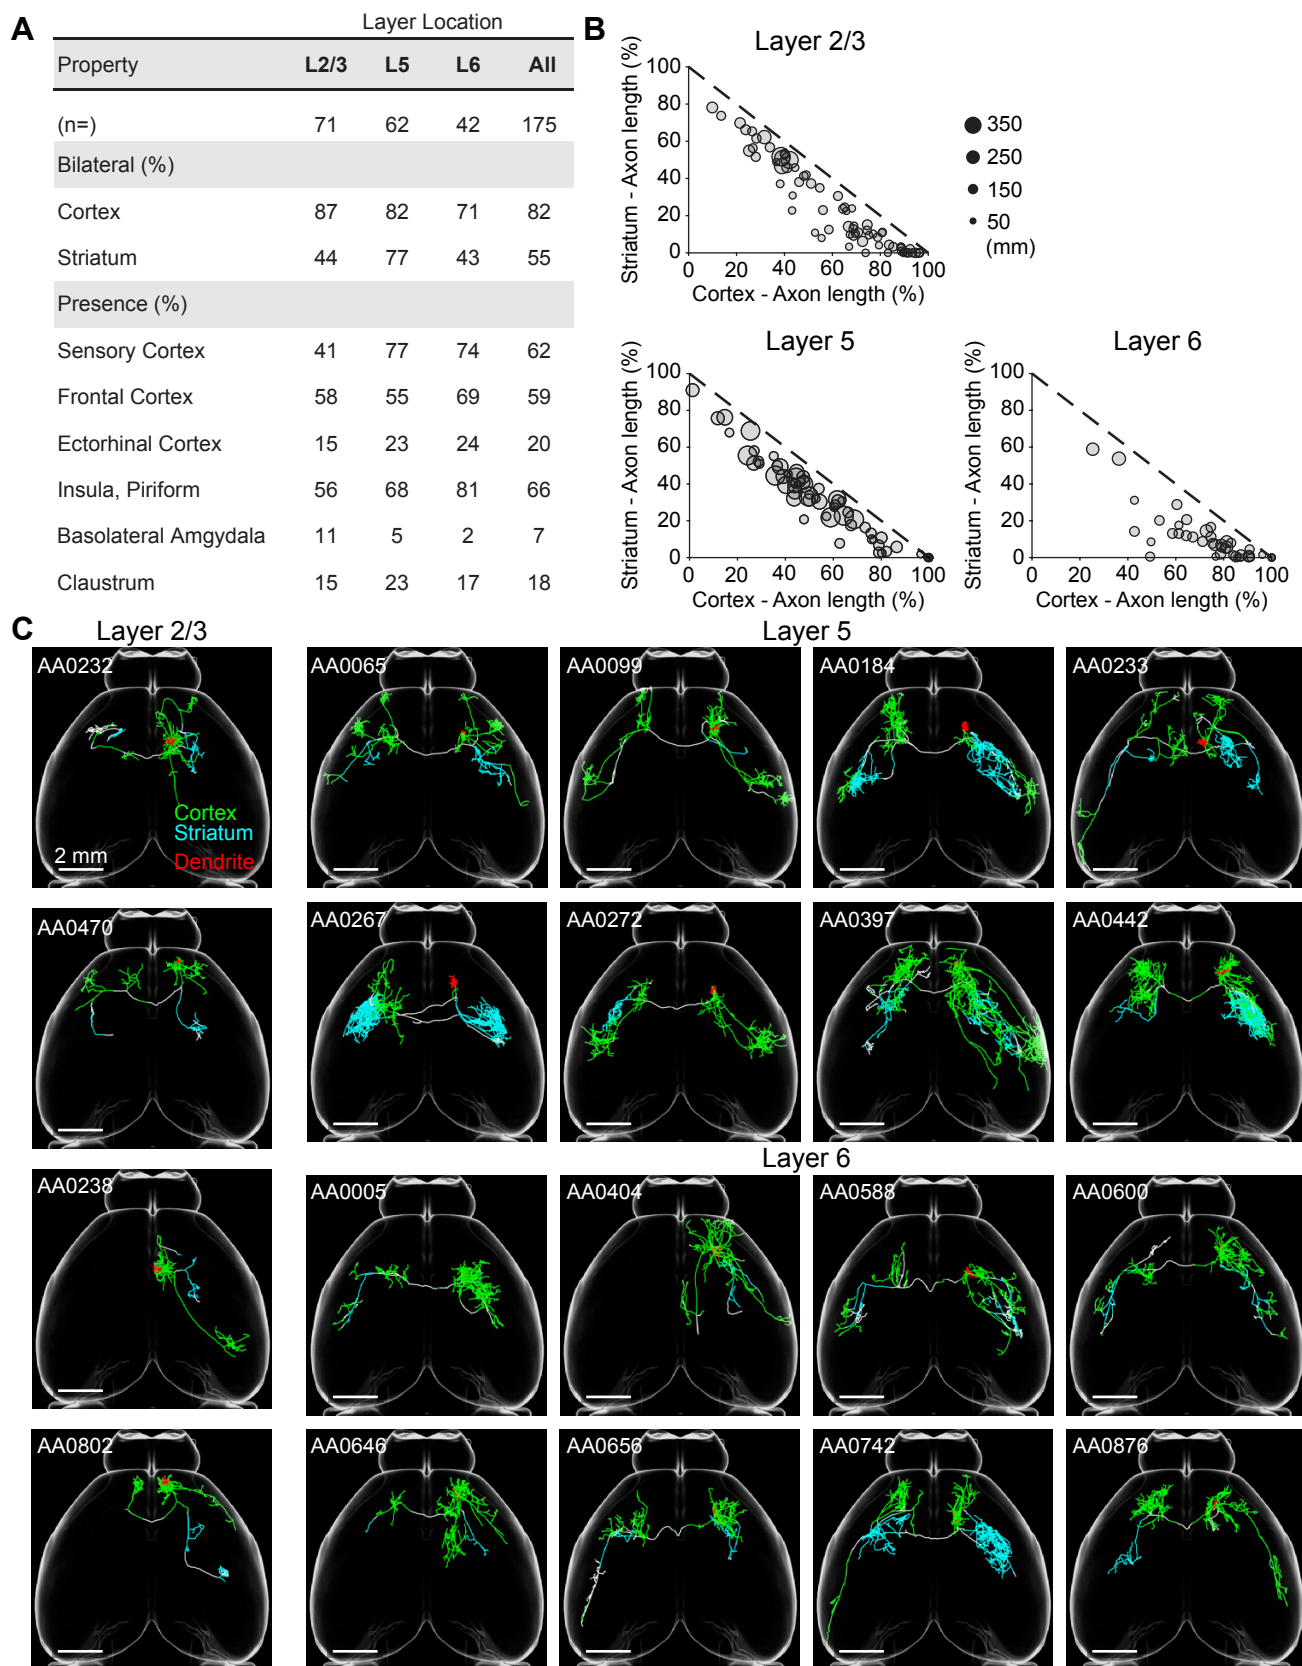 A
Layer Location
Property L2/3 L5 L6 All
(n=) 71 62 42 175
Bilateral (%)
Cortex 87 82 71 82
Striatum 44 77 43 55
Presence (%)
Sensory Cortex 41 77 74 62
Frontal Cortex 58 55 69 59
Ectorhinal Cortex 15 23 24 20
Insula, Piriform 56 68 81 66
Basolateral Amygdala 11 5 2 7
Claustrum 15 23 17 18
B
Layer 2/3
Striatum - Axon length (%)
100
80
60
40
20
0
0 20 40 60 80 100
Cortex - Axon length (%)
350
250
150
50
(mm)
Layer 5
Striatum - Axon length (%)
100
80
60
40
20
0
0 20 40 60 80 100
Cortex - Axon length (%)
Layer 6
Striatum - Axon length (%)
100
80
60
40
20
0
0 20 40 60 80 100
Cortex - Axon length (%)
C
Layer 2/3
Layer 5
AA0232
Cortex
Striatum
Dendrite
2 mm
AA0065
AA0099
AA0184
AA0233
AA0470
AA0267
AA0272
AA0397
AA0442
Layer 6
AA0238
AA0005
AA0404
AA0588
AA0600
AA0802
AA0646
AA0656
AA0742
AA0876